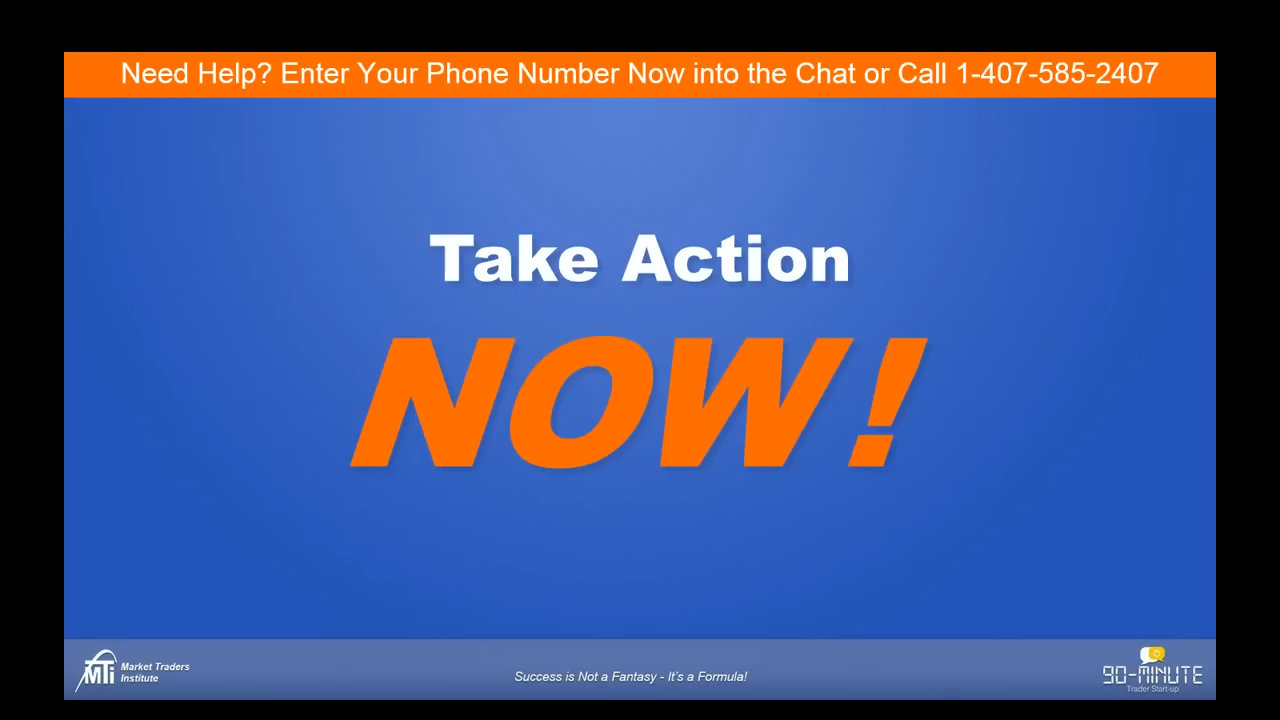 Need Help? Enter Your Phone Number Now into the Chat or Call 1-407-585-2407
Take Action
NOW!
MTI
Market Traders
Institute
Success is Not a Fantasy - It's a Formula!
90-MINUTE
Trader Start-up